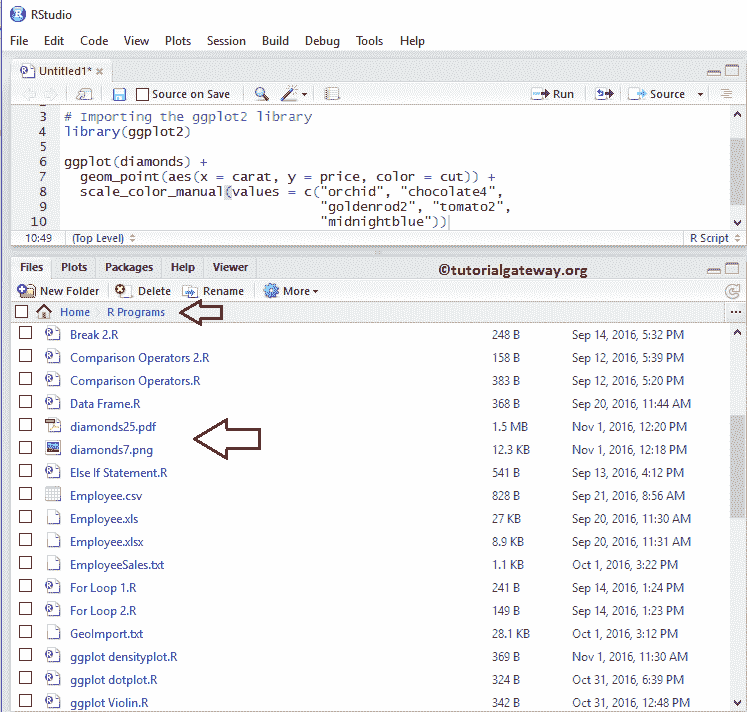 RStudio
File Edit Code View Plots Session Build Debug Tools Help
Untitled1*
Source on Save Run Source
3 # Importing the ggplot2 library
4 library(ggplot2)
5
6 ggplot(diamonds) +
7 geom_point(aes(x = carat, y = price, color = cut)) +
8 scale_color_manual(values = c("orchid", "chocolate4",
9 "goldenrod2", "tomato2",
10 "midnightblue"))
10:49 (Top Level) R Script
Files Plots Packages Help Viewer ©tutorialgateway.org
New Folder Delete Rename More
Home R Programs
Break 2.R 248 B Sep 14, 2016, 5:32 PM
Comparison Operators 2.R 158 B Sep 12, 2016, 5:39 PM
Comparison Operators.R 383 B Sep 12, 2016, 5:20 PM
Data Frame.R 368 B Sep 20, 2016, 11:44 AM
diamonds25.pdf 1.5 MB Nov 1, 2016, 12:20 PM
diamonds7.png 12.3 KB Nov 1, 2016, 12:18 PM
Else If Statement.R 541 B Sep 13, 2016, 4:12 PM
Employee.csv 828 B Sep 21, 2016, 8:56 AM
Employee.xls 27 KB Sep 20, 2016, 11:30 AM
Employee.xlsx 8.9 KB Sep 20, 2016, 11:31 AM
EmployeeSales.txt 1.1 KB Oct 1, 2016, 3:22 PM
For Loop 1.R 241 B Sep 14, 2016, 1:24 PM
For Loop 2.R 149 B Sep 14, 2016, 1:23 PM
GeoImport.txt 28.1 KB Oct 1, 2016, 3:12 PM
ggplot densityplot.R 369 B Nov 1, 2016, 11:30 AM
ggplot dotplot.R 324 B Oct 31, 2016, 6:39 PM
ggplot Violin.R 342 B Oct 31, 2016, 12:48 PM